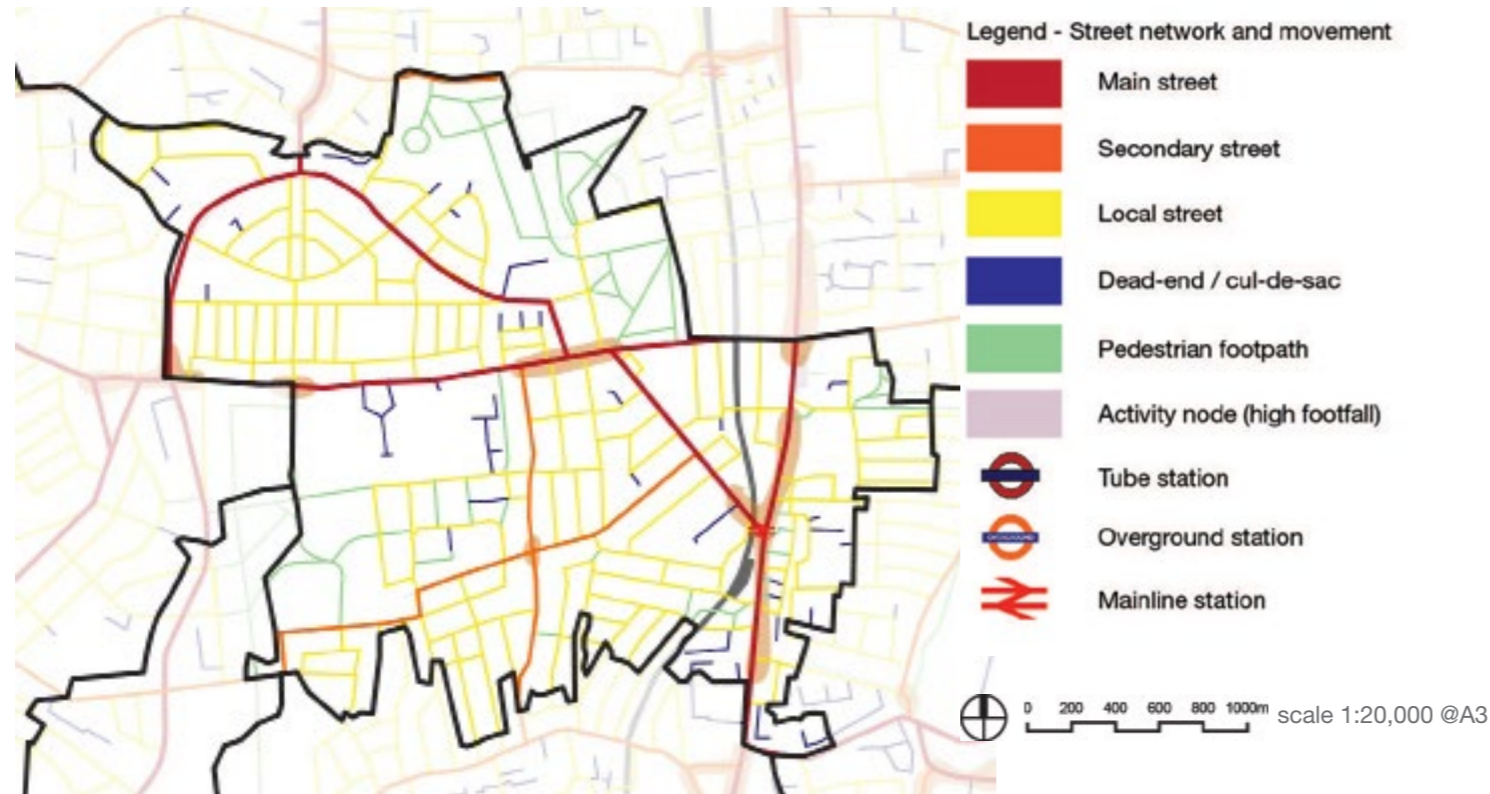 Legend - Street network and movement
Main street
Secondary street
Local street
Dead-end / cul-de-sac
Pedestrian footpath
Activity node (high footfall)
Tube station
Overground station
Mainline station
0 200 400 600 800 1000m scale 1:20,000 @A3